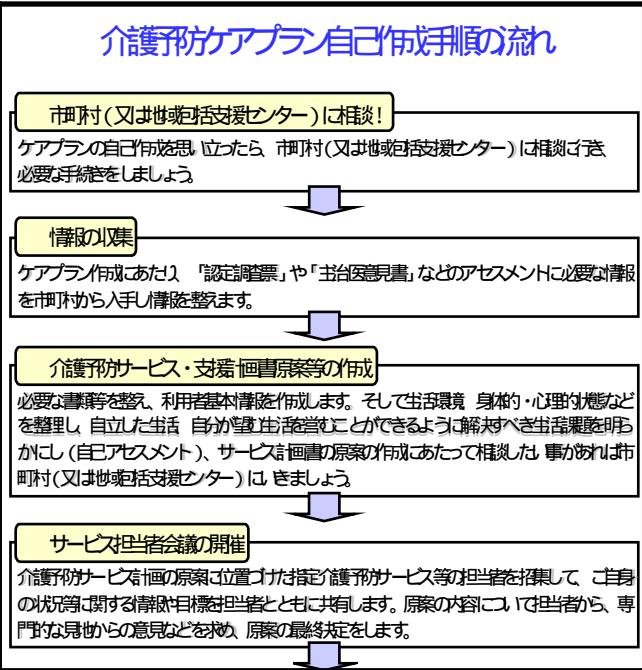 介護予防ケアプラン自己作成手順の流れ
市町村(又は地域包括支援センター)に相談!
ケアプランの自己作成を思い立ったら、市町村(又は地域包括支援センター)に相談に行き、
必要な手続きをしましょう。
情報の収集
ケアプラン作成にあたり、「認定調査票」や「主治医意見書」などのアセスメントに必要な情報
を市町村から入手し情報を整えます。
介護予防サービス・支援計画書原案等の作成
必要な書類等を整え、利用者基本情報を作成します。そして生活環境、身体的・心理的状態など
を整理し、自立した生活、自分が望む生活を営むことができるように解決すべき生活課題を明ら
かにし(自己アセスメント)、サービス計画書の原案の作成にあたって相談したい事があれば市
町村(又は地域包括支援センター)にいきましょう。
サービス担当者会議の開催
介護予防サービス計画の原案に位置づけた指定介護予防サービス等の担当者を招集して、ご自身
の状況等に関する情報や目標を担当者とともに共有します。原案の内容について担当者から、専
門的な見地からの意見などを求め、原案の最終決定をします。